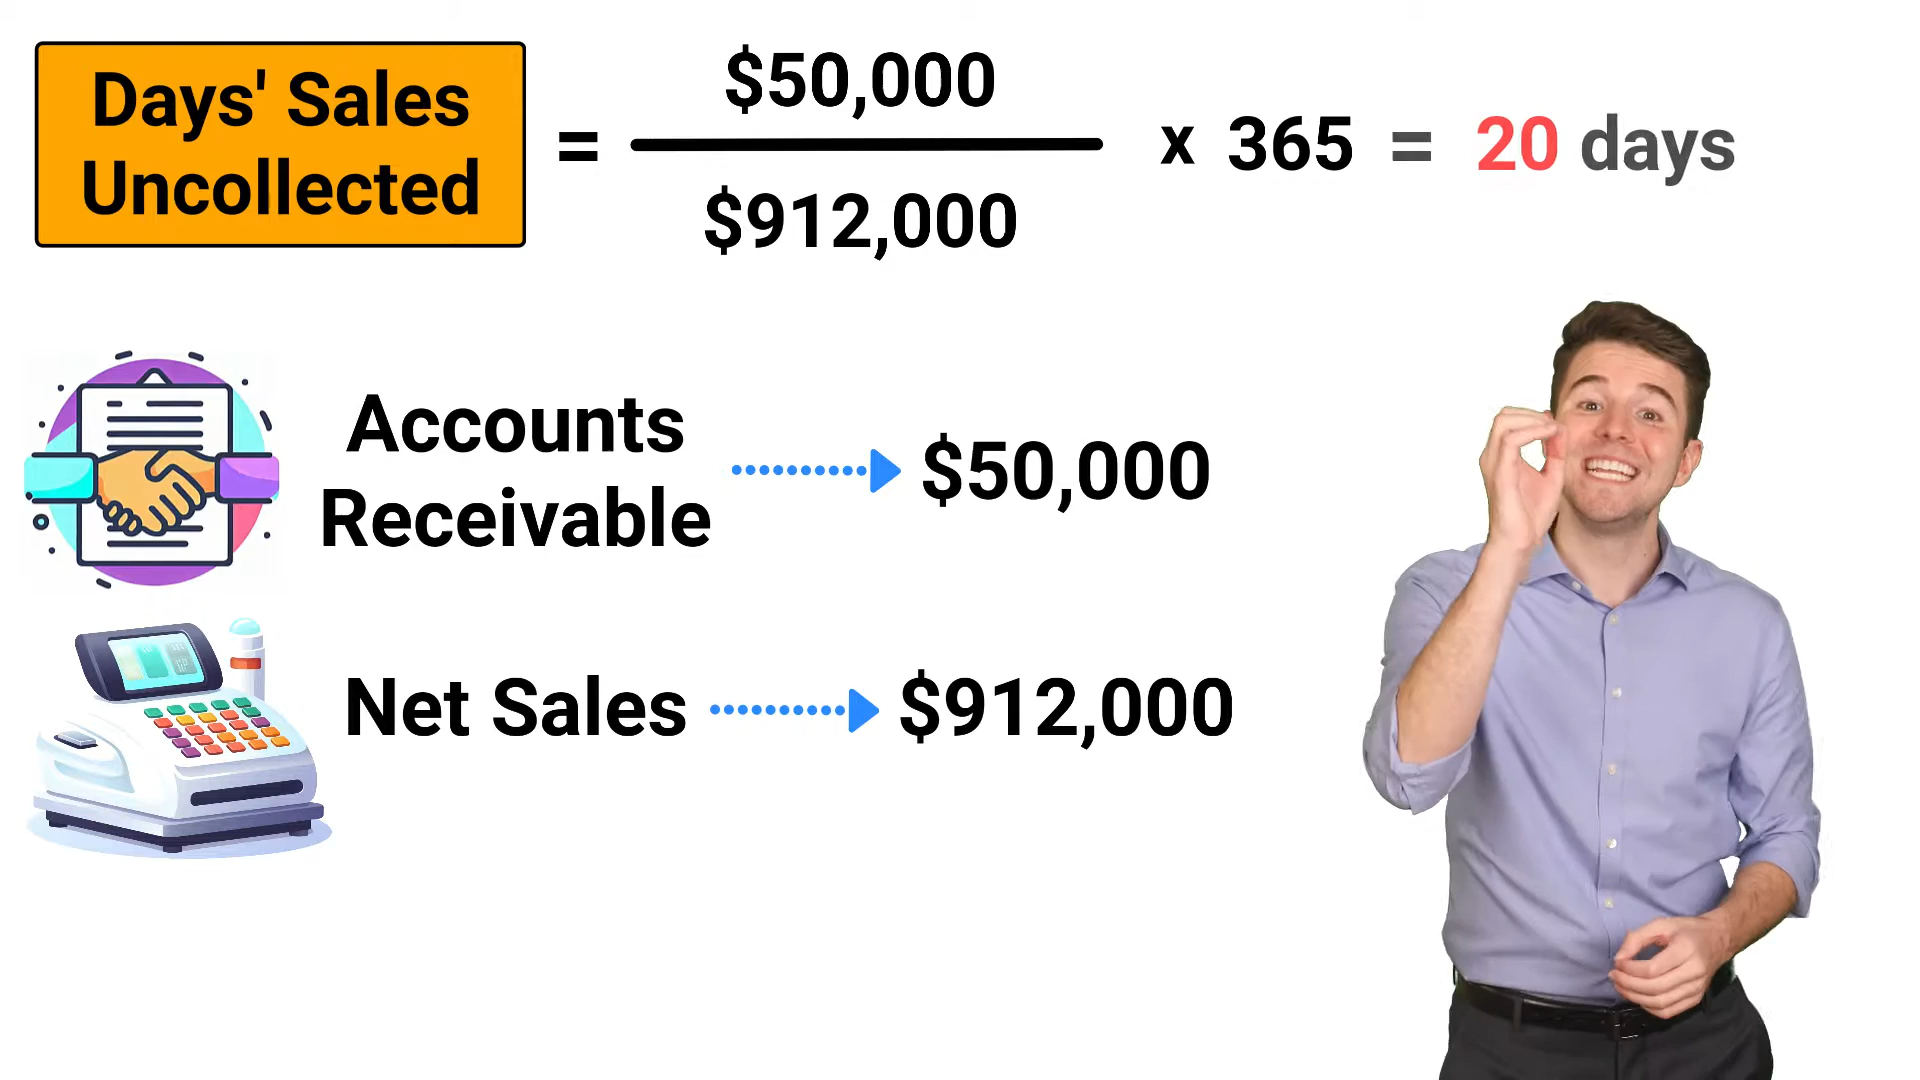 Days' Sales
Uncollected
=
$50,000
$912,000
x 365 = 20 days
Accounts
Receivable
$50,000
Net Sales
$912,000